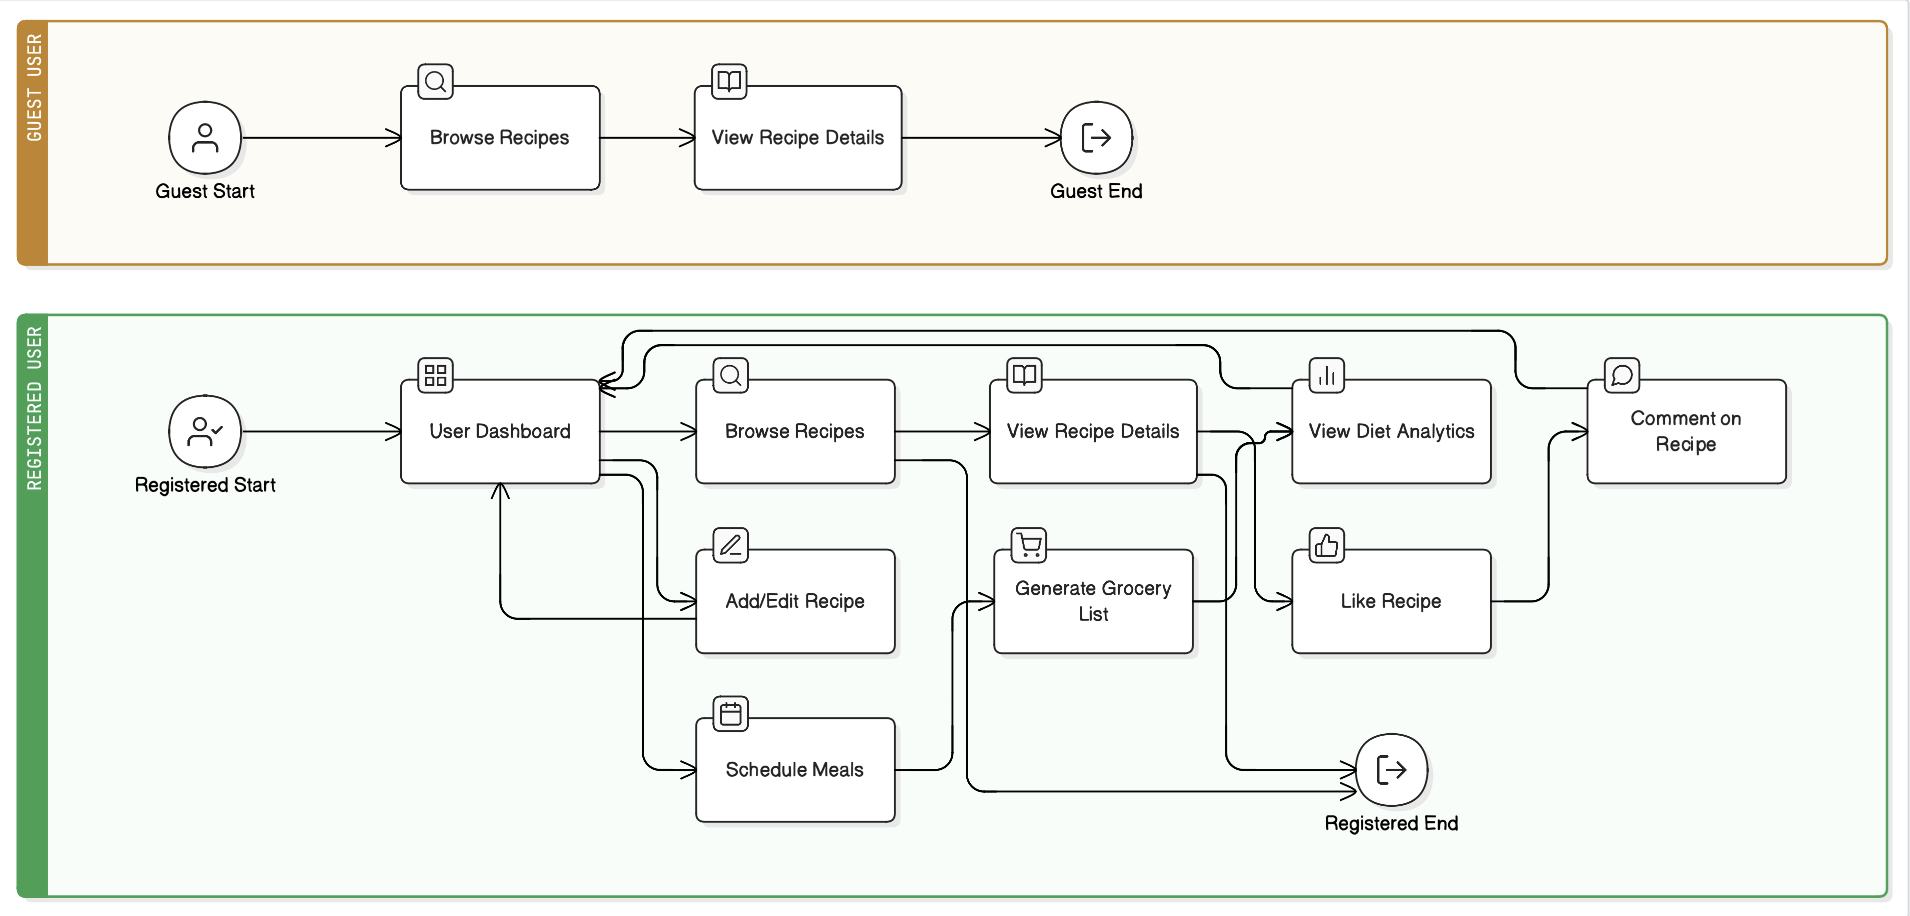 GUEST USER
Browse Recipes
View Recipe Details
Guest Start
Guest End
REGISTERED USER
User Dashboard
Browse Recipes
View Recipe Details
View Diet Analytics
Comment on
Recipe
Registered Start
Add/Edit Recipe
Generate Grocery
List
Like Recipe
Schedule Meals
Registered End